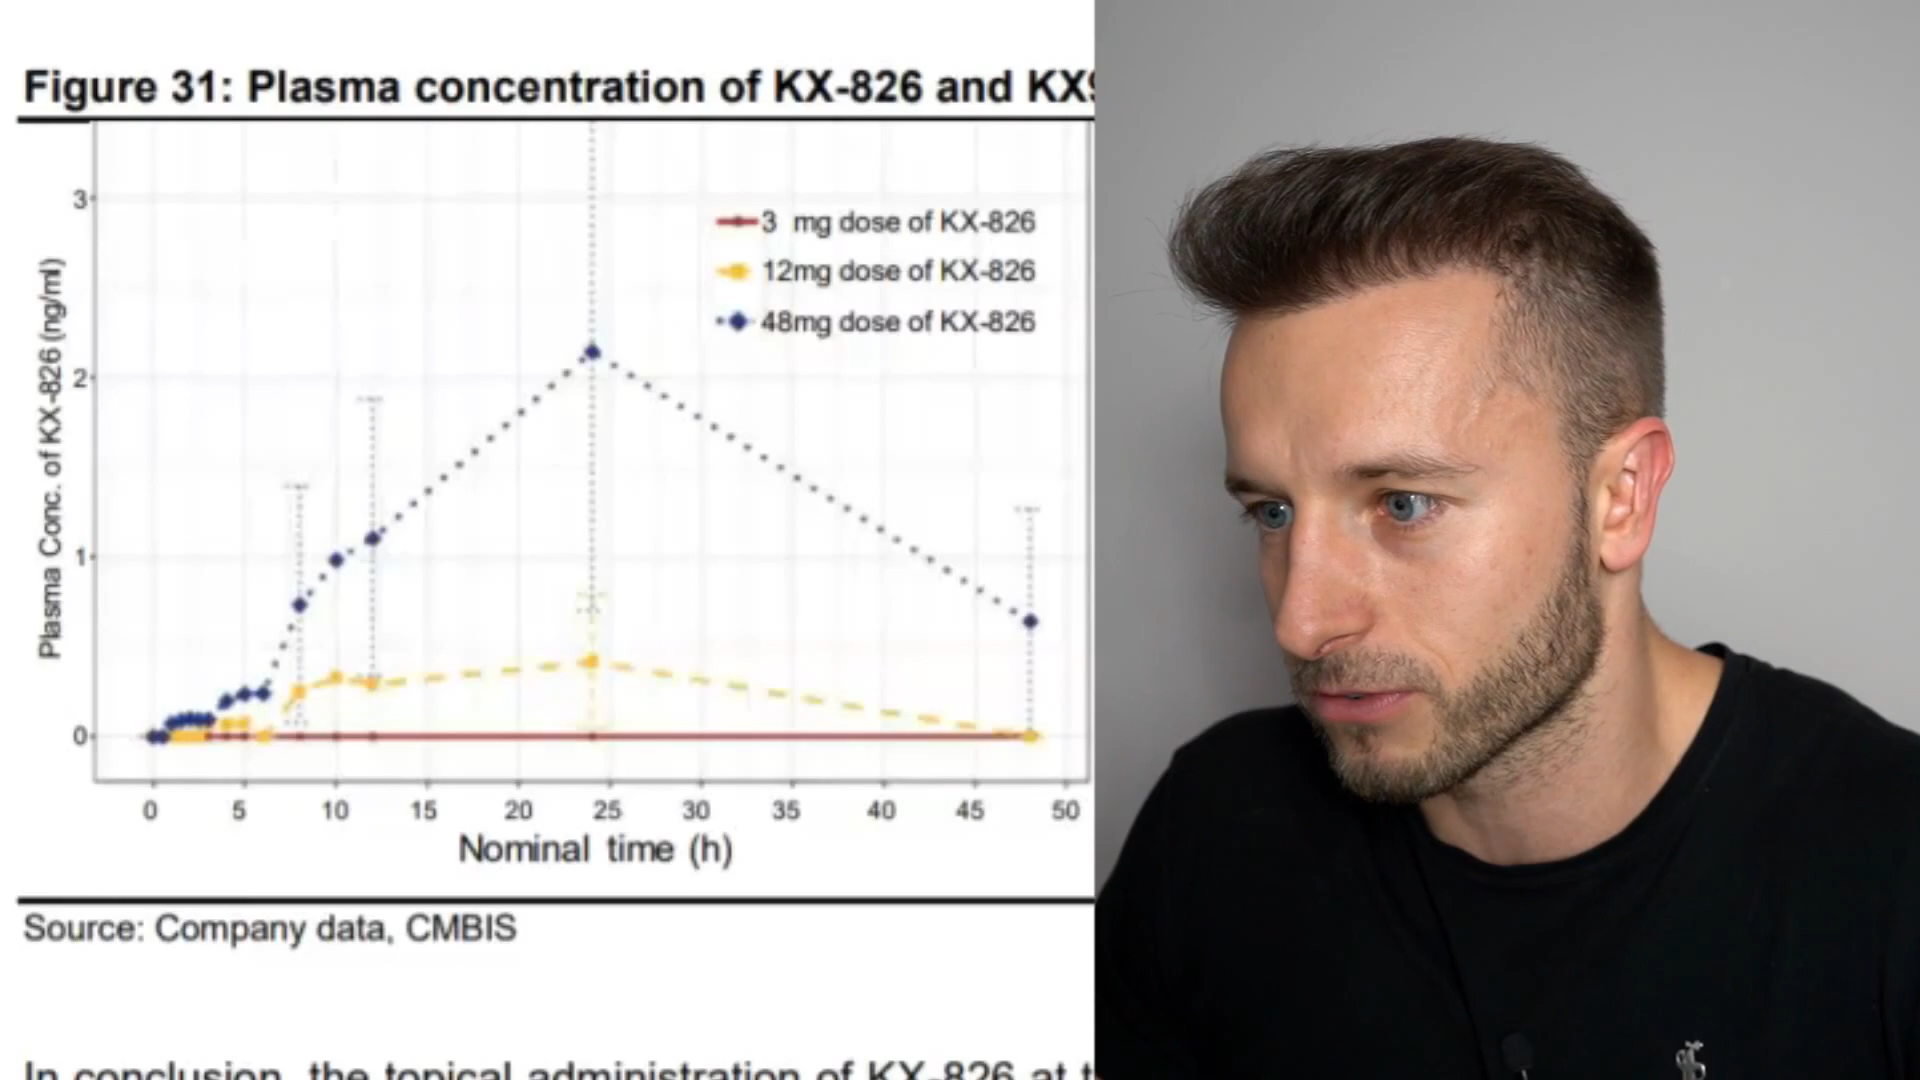 Figure 31: Plasma concentration of KX-826 and KX9
3
2
1
0
Plasma Conc. of KX-826 (ng/ml)
3 mg dose of KX-826
12mg dose of KX-826
48mg dose of KX-826
0 5 10 15 20 25 30 35 40 45 50
Nominal time (h)
Source: Company data, CMBIS
In conclusion, the topical administration of KX-826 at